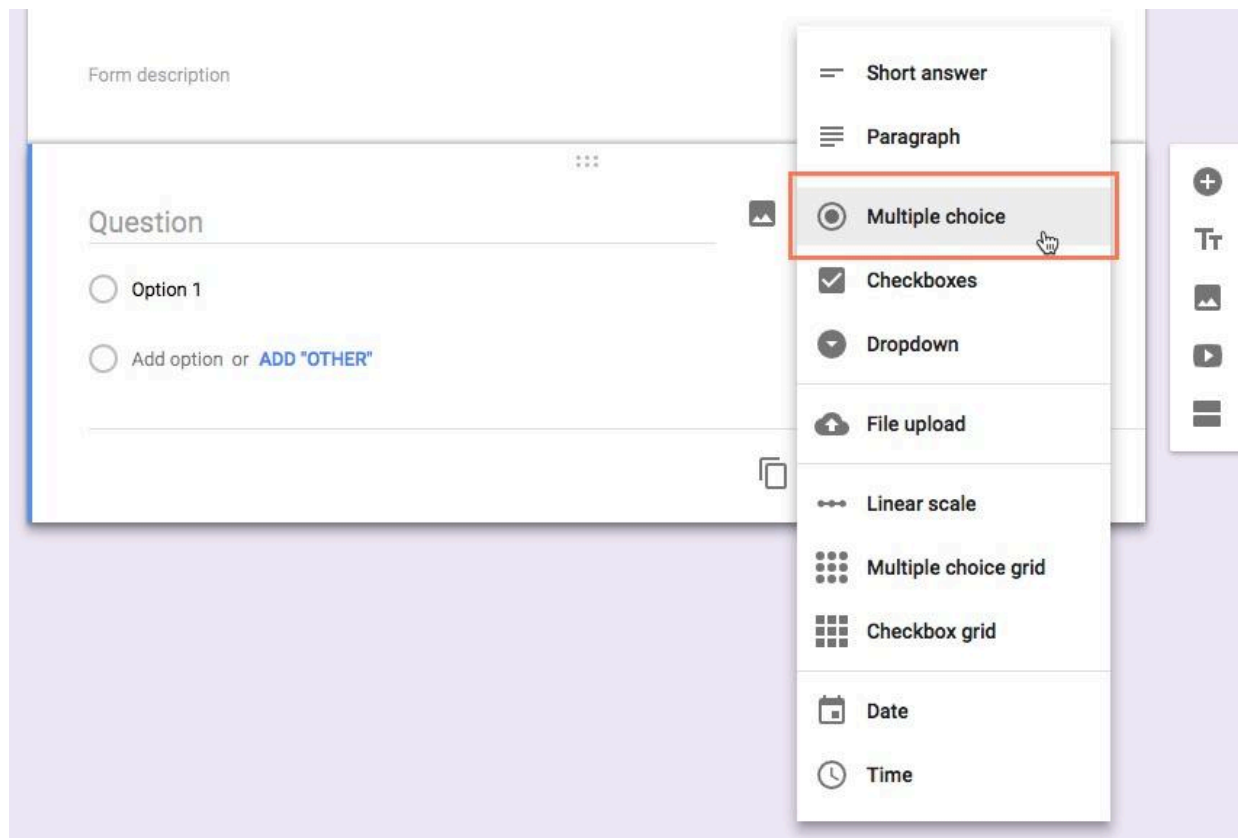 Form description
Question
Option 1
Add option or ADD "OTHER"
Short answer
Paragraph
Multiple choice
Checkboxes
Dropdown
File upload
Linear scale
Multiple choice grid
Checkbox grid
Date
Time
Tт